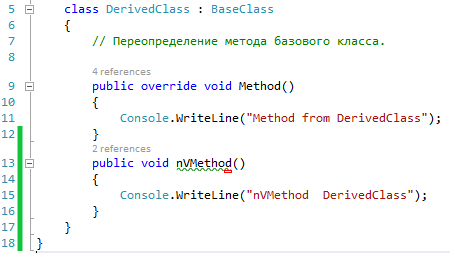 5 class DerivedClass : BaseClass
6 {
7 // Переопределение метода базового класса.
8
4 references
9 public override void Method()
10 {
11 Console.WriteLine("Method from DerivedClass");
12 }
2 references
13 public void nVMethod()
14 {
15 Console.WriteLine("nVMethod  DerivedClass");
16 }
17 }
18 }